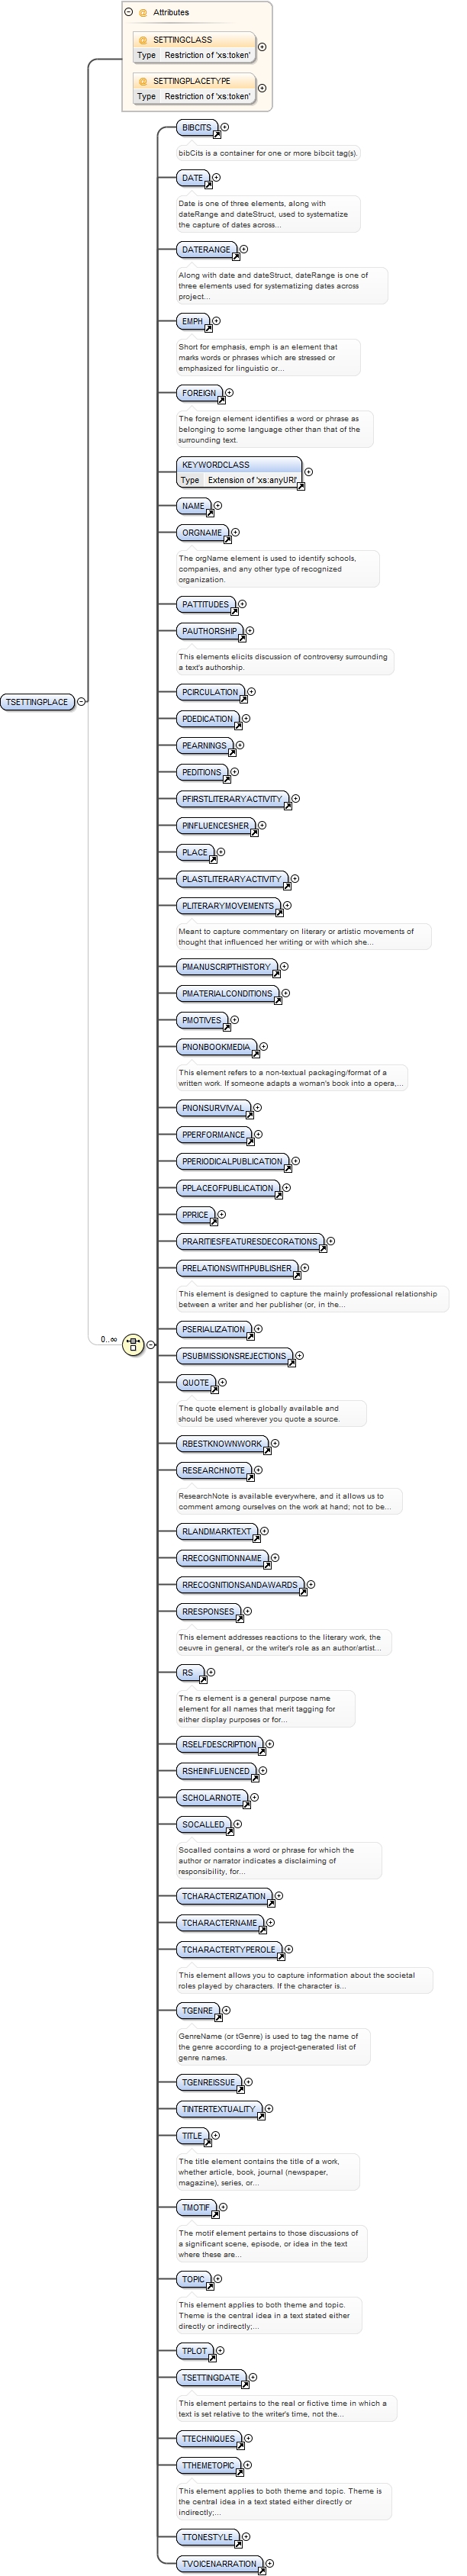 Attributes
SETTINGCLASS
Type Restriction of 'xs:token'
SETTINGPLACETYPE
Type Restriction of 'xs:token'
BIBCITS
bibCits is a container for one or more bibcit tag(s).
DATE
Date is one of three elements, along with
dateRange and dateStruct, used to systematize
the capture of dates across...
DATERANGE
Along with date and dateStruct, dateRange is one of
three elements used for systematizing dates across
project...
EMPH
Short for emphasis, emph is an element that
marks words or phrases which are stressed or
emphasized for linguistic or...
FOREIGN
The foreign element identifies a word or phrase as
belonging to some language other than that of the
surrounding text.
KEYWORDCLASS
Type Extension of 'xs:anyURI'
NAME
ORGNAME
The orgName element is used to identify schools,
companies, and any other type of recognized
organization.
PATTITUDES
PAUTHORSHIP
This elements elicits discussion of controversy surrounding
a text's authorship.
TSETTINGPLACE
PCIRCULATION
PDEDICATION
PEARNINGS
PEDITIONS
PFIRSTLITERARYACTIVITY
PINFLUENCESHER
PLACE
PLASTLITERARYACTIVITY
PLITERARYMOVEMENTS
Meant to capture commentary on literary or artistic movements of
thought that influenced her writing or with which she...
PMANUSCRIPTHISTORY
PMATERIALCONDITIONS
PMOTIVES
PNONBOOKMEDIA
This element refers to a non-textual packaging/format of a
written work. If someone adapts a woman's book into a opera,...
PNONSURVIVAL
PPERFORMANCE
PPERIODICALPUBLICATION
PPLACEOFPUBLICATION
PPRICE
PRARITIESFEATURESDECORATIONS
PRELATIONSWITHPUBLISHER
This element is designed to capture the mainly professional relationship
between a writer and her publisher (or, in the...
PSERIALIZATION
0..∞
PSUBMISSIONSREJECTIONS
QUOTE
The quote element is globally available and
should be used wherever you quote a source.
RBESTKNOWNWORK
RESEARCHNOTE
ResearchNote is available everywhere, and it allows us to
comment among ourselves on the work at hand; not to be...
RLANDMARKTEXT
RRECOGNITIONNAME
RRECOGNITIONSANDAWARDS
RRESPONSES
This element addresses reactions to the literary work, the
oeuvre in general, or the writer's role as an author/artist...
RS
The rs element is a general purpose name
element for all names that merit tagging for
either display purposes or for...
RSELFDESCRIPTION
RSHEINFLUENCED
SCHOLARNOTE
SOCALLED
Socalled contains a word or phrase for which the
author or narrator indicates a disclaiming of
responsibility, for...
TCHARACTERIZATION
TCHARACTERNAME
TCHARACTERTYPEROLE
This element allows you to capture information about the societal
roles played by characters. If the character is...
TGENRE
GenreName (or tGenre) is used to tag the name of
the genre according to a project-generated list of
genre names.
TGENREISSUE
TINTERTEXTUALITY
TITLE
The title element contains the title of a work,
whether article, book, journal (newspaper,
magazine), series, or...
TMOTIF
The motif element pertains to those discussions of
a significant scene, episode, or idea in the text
where these are...
TOPIC
This element applies to both theme and topic.
Theme is the central idea in a text stated either
directly or indirectly;...
TPLOT
TSETTINGDATE
This element pertains to the real or fictive time in which a
text is set relative to the writer's time, not the...
TTECHNIQUES
TTHEMETOPIC
This element applies to both theme and topic. Theme is
the central idea in a text stated either directly or
indirectly;...
TTONESTYLE
TVOICENARRATION